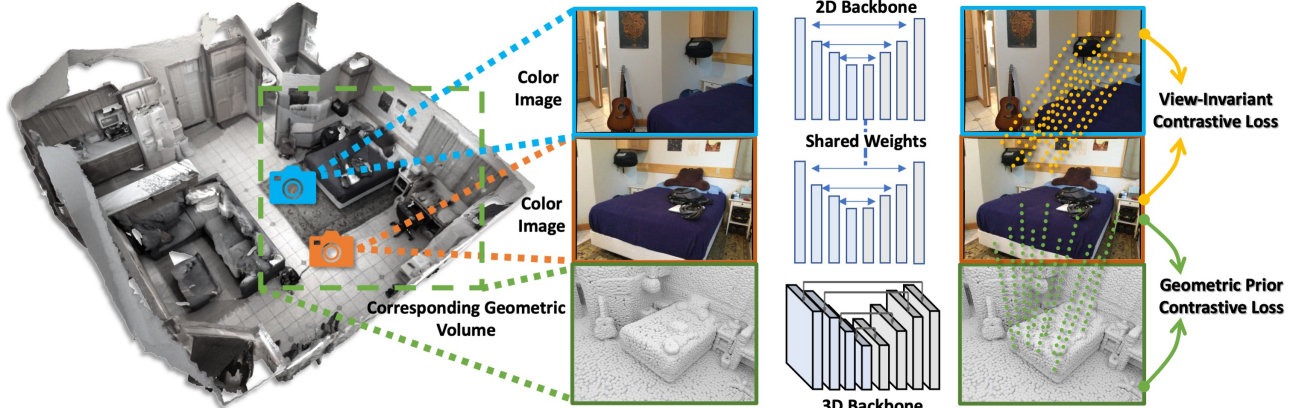 2D Backbone
Color
Image
View-Invariant
Contrastive Loss
Shared Weights
Color
Image
Corresponding Geometric
Volume
Geometric Prior
Contrastive Loss
3D Backbone